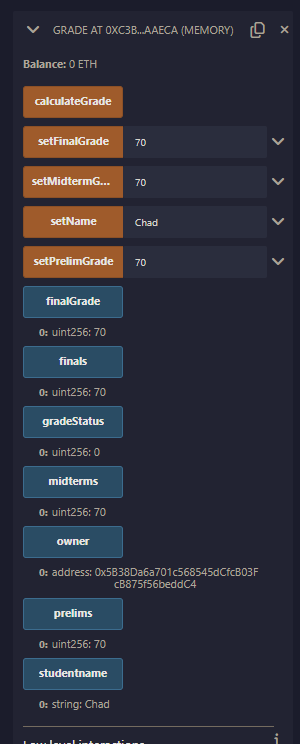 GRADE AT 0XC3B...AAECA (MEMORY)
Balance: 0 ETH
calculateGrade
setFinalGrade 70
setMidtermG... 70
setName Chad
setPrelimGrade 70
finalGrade
0: uint256: 70
finals
0: uint256: 70
gradeStatus
0: uint256: 0
midterms
0: uint256: 70
owner
0: address: 0x5B38Da6a701c568545dCfcB03F
cB875f56beddC4
prelims
0: uint256: 70
studentname
0: string: Chad
Low level interactions